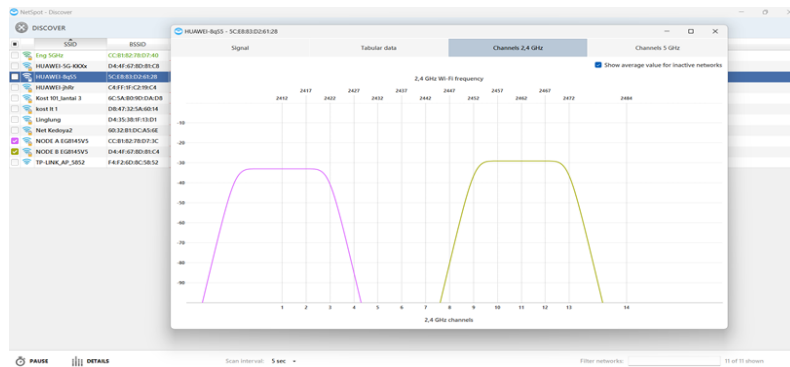 NetSpot - Discover
DISCOVER
HUAWEI-8qS5 - 5C:E8:83:D2:61:28
Signal
Tabular data
Channels 2,4 GHz
Channels 5 GHz
Show average value for inactive networks
SSID
BSSID
Eng 5GHz CC:B1:82:7B:D7:40
HUAWEI-5G-KKXx D4:4F:67:8D:81:C8
HUAWEI-8qS5 5C:E8:83:D2:61:28
HUAWEI-jhRr C4:FF:1F:C2:19:C4
Kost 101_lantai 3 6C:5A:B0:9D:DA:D8
kost lt 1 D8:47:32:5A:60:14
Linglung D4:35:38:1F:13:D1
Net Kedoya2 60:32:B1:DC:A5:6E
NODE A EG8145V5 CC:B1:82:7B:D7:3C
NODE B EG8145V5 D4:4F:67:8D:81:C4
TP-LINK_AP_5852 F4:F2:6D:8C:58:52
2,4 GHz Wi-Fi frequency
2417 2427 2437 2447 2457 2467
2412 2422 2432 2442 2452 2462 2472 2484
-10
-20
-30
-40
-50
-60
-70
-80
-90
1 2 3 4 5 6 7 8 9 10 11 12 13 14
2,4 GHz channels
PAUSE
DETAILS
Scan interval: 5 sec
Filter networks:
11 of 11 shown